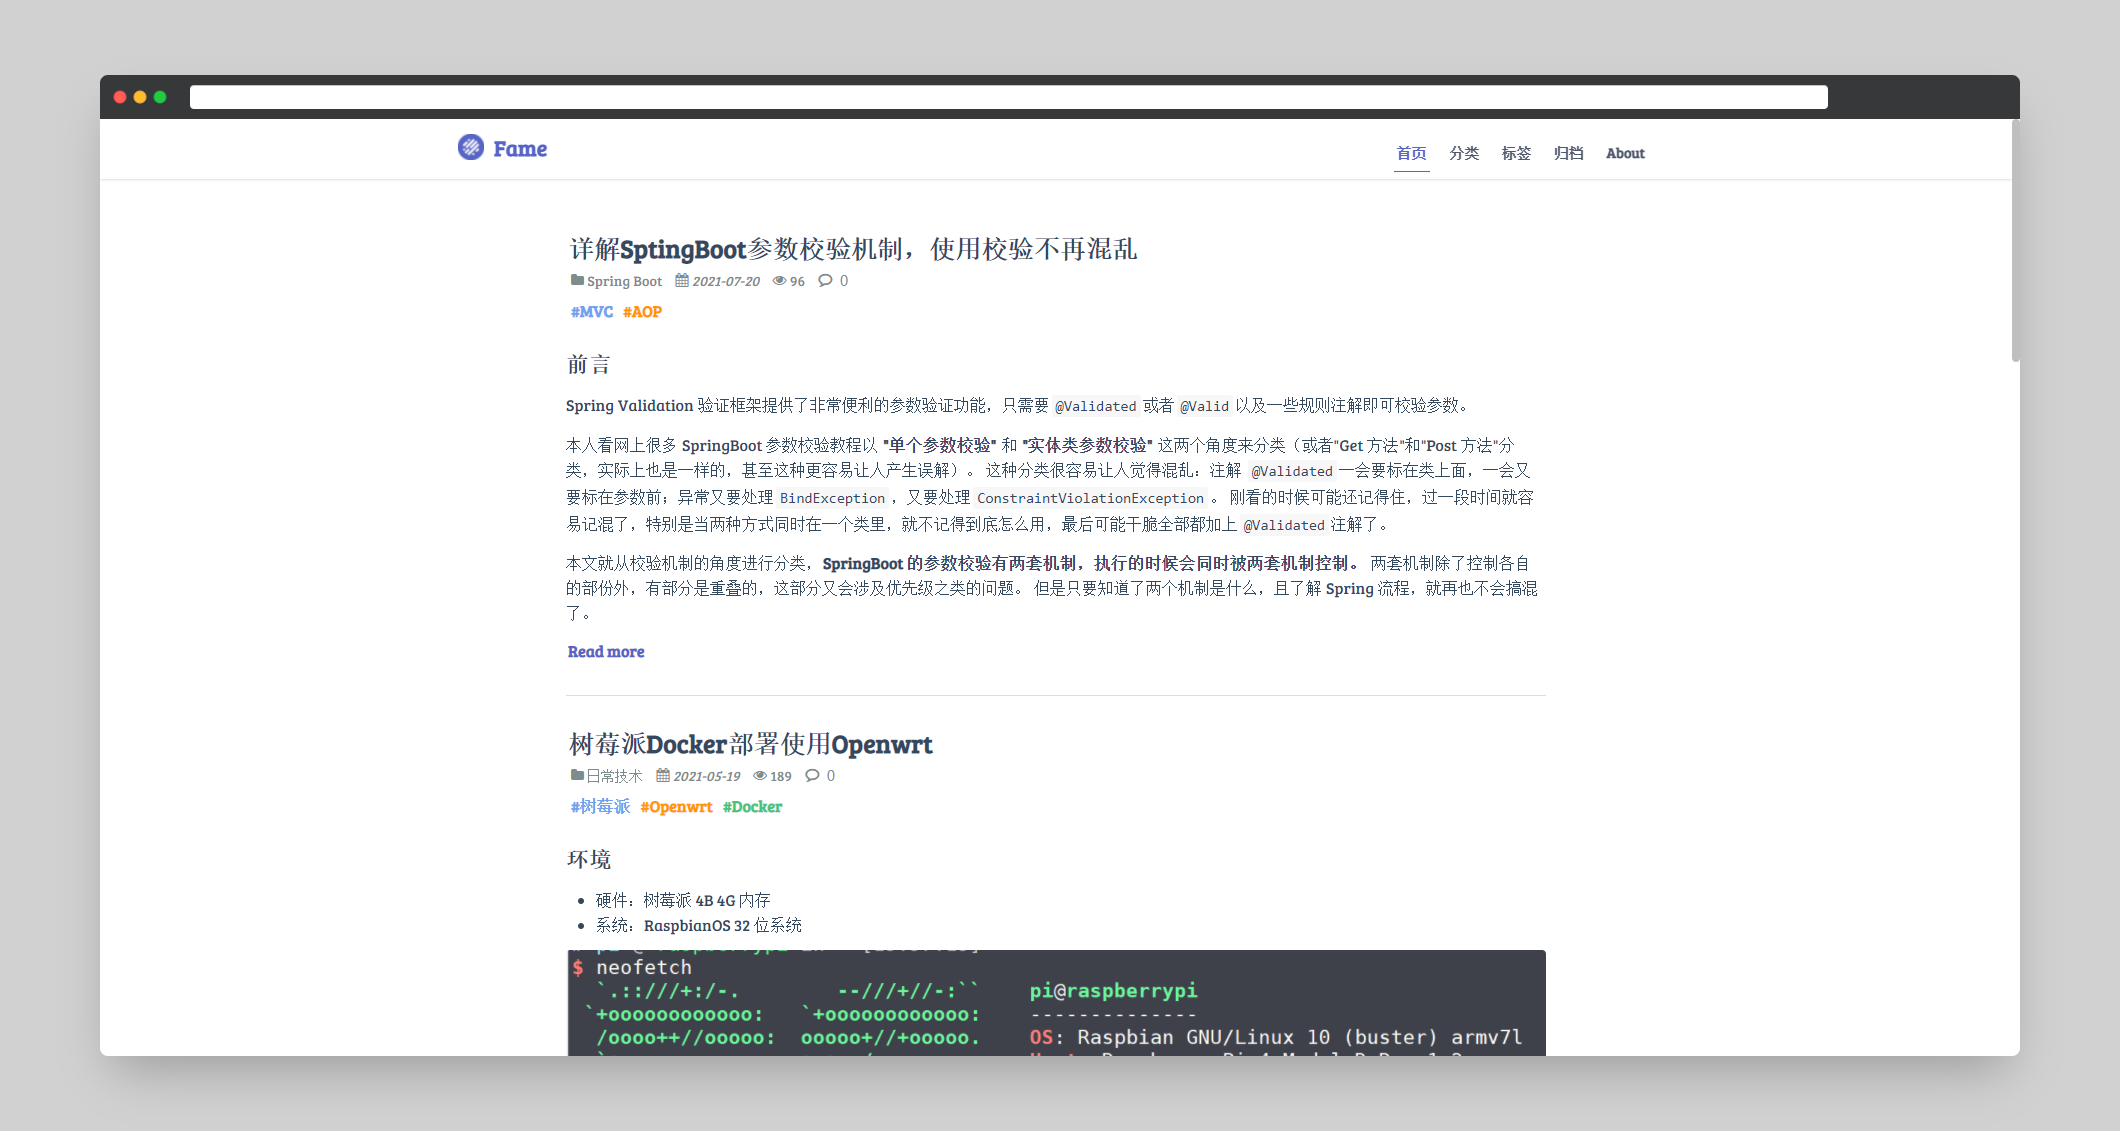 Fame
首页 分类 标签 归档 About
详解SptingBoot参数校验机制，使用校验不再混乱
Spring Boot 2021-07-20 96 0
#MVC #AOP
前言
Spring Validation 验证框架提供了非常便利的参数验证功能，只需要 @Validated 或者 @Valid 以及一些规则注解即可校验参数。
本人看网上很多 SpringBoot 参数校验教程以 "单个参数校验" 和 "实体类参数校验" 这两个角度来分类（或者"Get 方法"和"Post 方法"分
类，实际上也是一样的，甚至这种更容易让人产生误解）。 这种分类很容易让人觉得混乱：注解 @Validated 一会要标在类上面，一会又
要标在参数前；异常又要处理 BindException ，又要处理 ConstraintViolationException 。 刚看的时候可能还记得住，过一段时间就容
易记混了，特别是当两种方式同时在一个类里，就不记得到底怎么用，最后可能干脆全部都加上 @Validated 注解了。
本文就从校验机制的角度进行分类，SpringBoot 的参数校验有两套机制，执行的时候会同时被两套机制控制。 两套机制除了控制各自
的部份外，有部分是重叠的，这部分又会涉及优先级之类的问题。 但是只要知道了两个机制是什么，且了解 Spring 流程，就再也不会搞混
了。
Read more
树莓派Docker部署使用Openwrt
日常技术 2021-05-19 189 0
#树莓派 #Openwrt #Docker
环境
硬件：树莓派 4B 4G 内存
系统：RaspbianOS 32 位系统
$ neofetch
`.::///+:/-. --///+//-:`` pi@raspberrypi
`+oooooooooooo: `+oooooooooooo: --------------
/oooo++//ooooo: ooooo+//+ooooo. OS: Raspbian GNU/Linux 10 (buster) armv7l